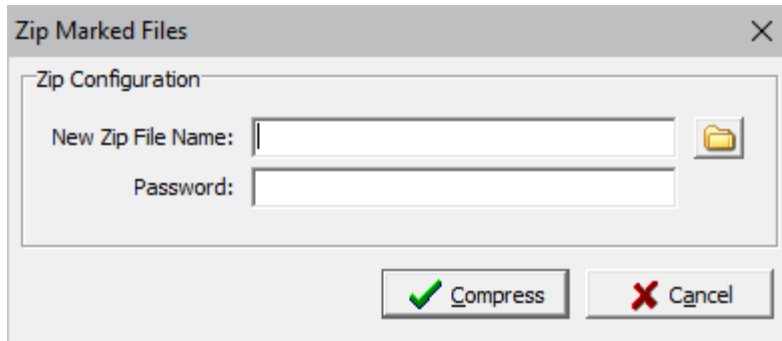 Zip Marked Files
Zip Configuration
New Zip File Name:
Password:
Compress Cancel